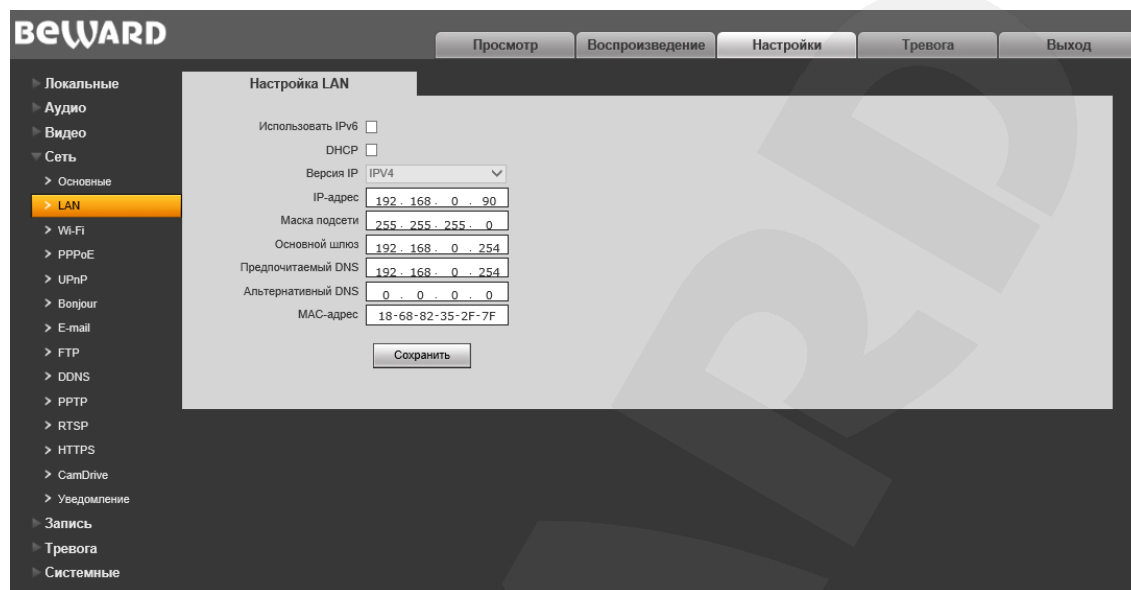 BEWARD
Просмотр Воспроизведение Настройки Тревога Выход
Локальные
Аудио
Видео
Сеть
Основные
LAN
Wi-Fi
PPPoE
UPnP
Bonjour
E-mail
FTP
DDNS
PPTP
RTSP
HTTPS
CamDrive
Уведомление
Запись
Тревога
Системные
Настройка LAN
Использовать IPv6
DHCP
Версия IP IPV4
IP-адрес 192 . 168 . 0 . 90
Маска подсети 255 . 255 . 255 . 0
Основной шлюз 192 . 168 . 0 . 254
Предпочитаемый DNS 192 . 168 . 0 . 254
Альтернативный DNS 0 . 0 . 0 . 0
МАС-адрес 18-68-82-35-2F-7F
Сохранить